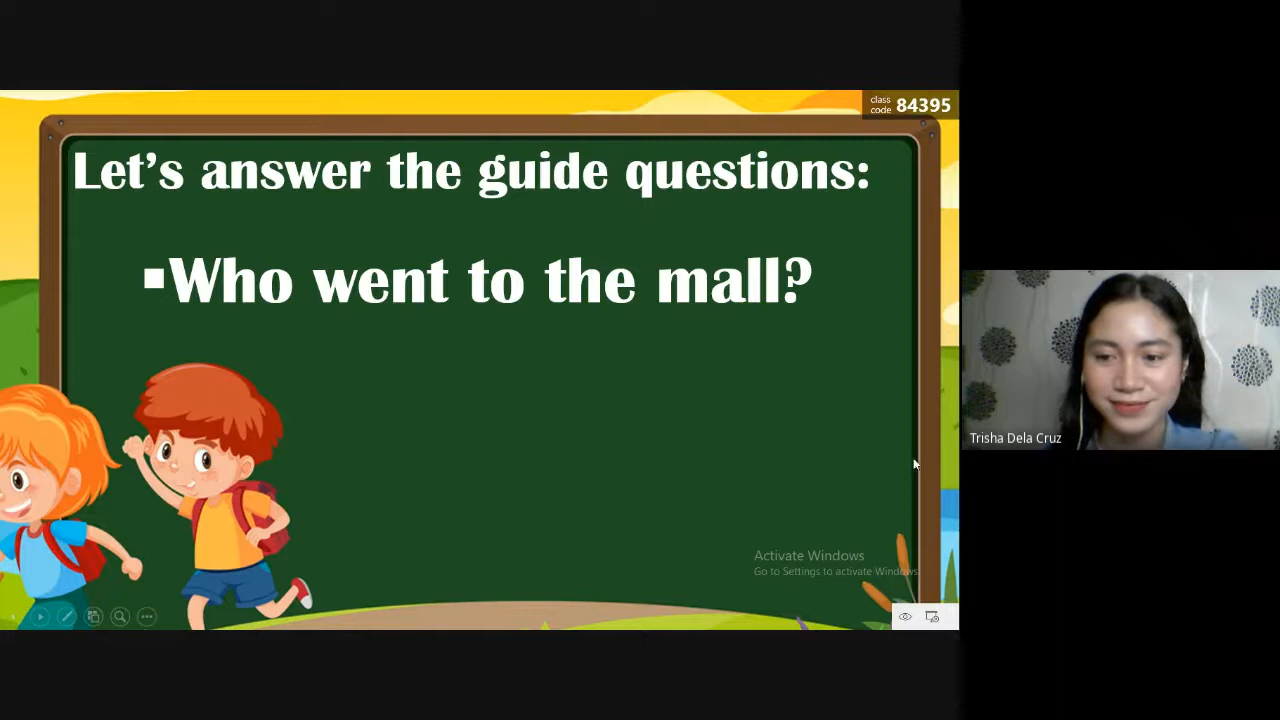 class
code 84395
Let’s answer the guide questions:
▪Who went to the mall?
Trisha Dela Cruz
Activate Windows
Go to Settings to activate Windows.